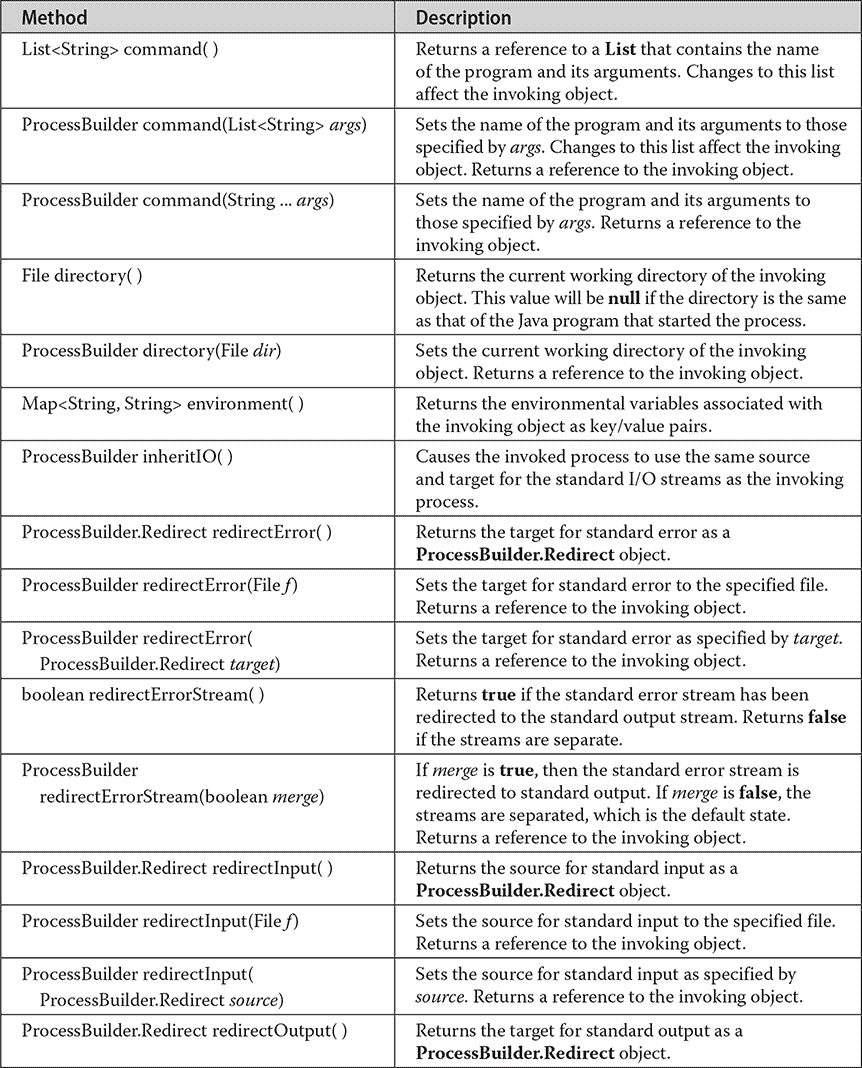 Method
Description
List<String> command( )
Returns a reference to a List that contains the name
of the program and its arguments. Changes to this list
affect the invoking object.
ProcessBuilder command(List<String> args)
Sets the name of the program and its arguments to those
specified by args. Changes to this list affect the invoking
object. Returns a reference to the invoking object.
ProcessBuilder command(String ... args)
Sets the name of the program and its arguments to
those specified by args. Returns a reference to the
invoking object.
File directory( )
Returns the current working directory of the invoking
object. This value will be null if the directory is the same
as that of the Java program that started the process.
ProcessBuilder directory(File dir)
Sets the current working directory of the invoking
object. Returns a reference to the invoking object.
Map<String, String> environment( )
Returns the environmental variables associated with
the invoking object as key/value pairs.
ProcessBuilder inheritIO( )
Causes the invoked process to use the same source
and target for the standard I/O streams as the invoking
process.
ProcessBuilder.Redirect redirectError( )
Returns the target for standard error as a
ProcessBuilder.Redirect object.
ProcessBuilder redirectError(File f)
Sets the target for standard error to the specified file.
Returns a reference to the invoking object.
ProcessBuilder redirectError(
ProcessBuilder.Redirect target)
Sets the target for standard error as specified by target.
Returns a reference to the invoking object.
boolean redirectErrorStream( )
Returns true if the standard error stream has been
redirected to the standard output stream. Returns false
if the streams are separate.
ProcessBuilder
redirectErrorStream(boolean merge)
If merge is true, then the standard error stream is
redirected to standard output. If merge is false, the
streams are separated, which is the default state.
Returns a reference to the invoking object.
ProcessBuilder.Redirect redirectInput( )
Returns the source for standard input as a
ProcessBuilder.Redirect object.
ProcessBuilder redirectInput(File f)
Sets the source for standard input to the specified file.
Returns a reference to the invoking object.
ProcessBuilder redirectInput(
ProcessBuilder.Redirect source)
Sets the source for standard input as specified by
source. Returns a reference to the invoking object.
ProcessBuilder.Redirect redirectOutput( )
Returns the target for standard output as a
ProcessBuilder.Redirect object.